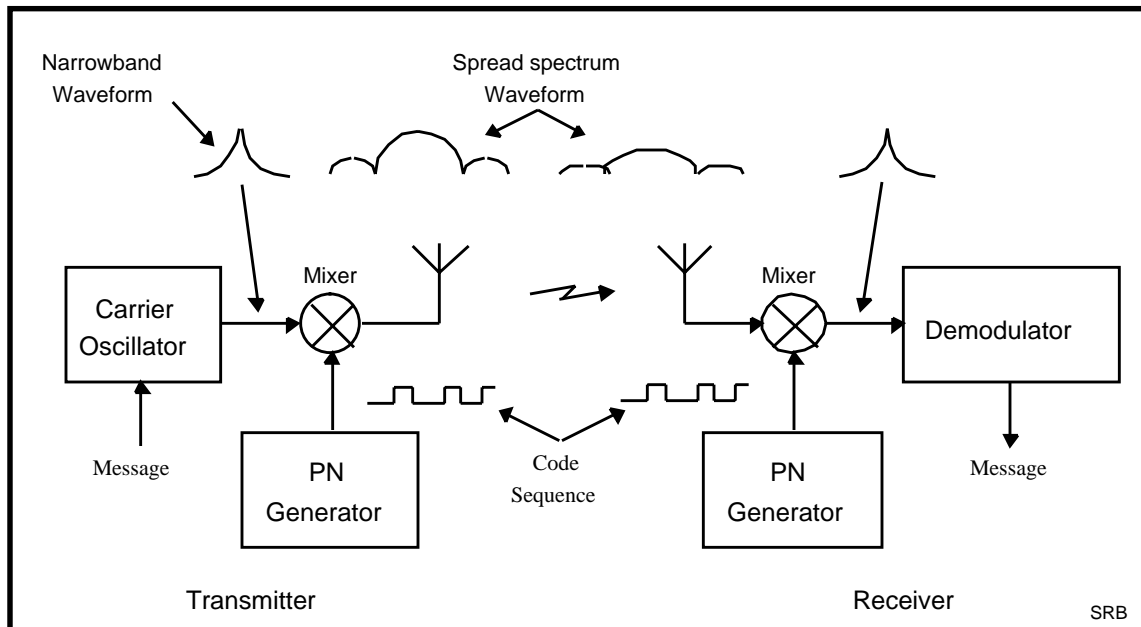 Narrowband
Waveform
Spread spectrum
Waveform
Mixer
Mixer
Carrier
Oscillator
Demodulator
Message
PN
Generator
Code
Sequence
PN
Generator
Message
Transmitter
Receiver
SRB